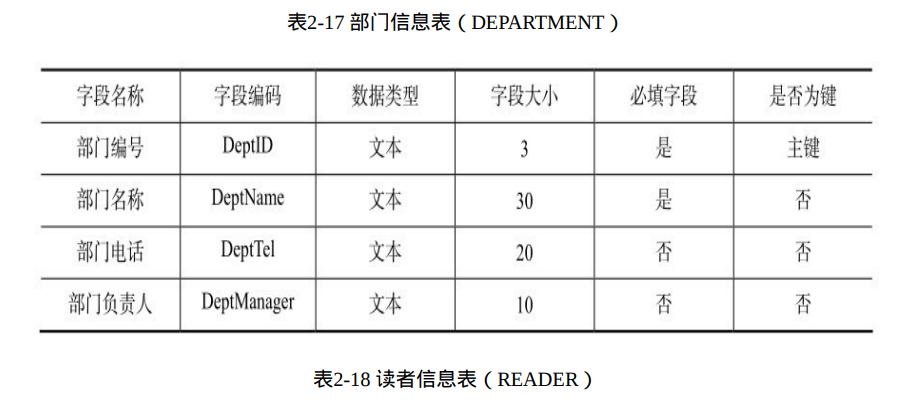 表2-17 部门信息表（DEPARTMENT）
字段名称 字段编码 数据类型 字段大小 必填字段 是否为键
部门编号 DeptID 文本 3 是 主键
部门名称 DeptName 文本 30 是 否
部门电话 DeptTel 文本 20 否 否
部门负责人 DeptManager 文本 10 否 否
表2-18 读者信息表（READER）